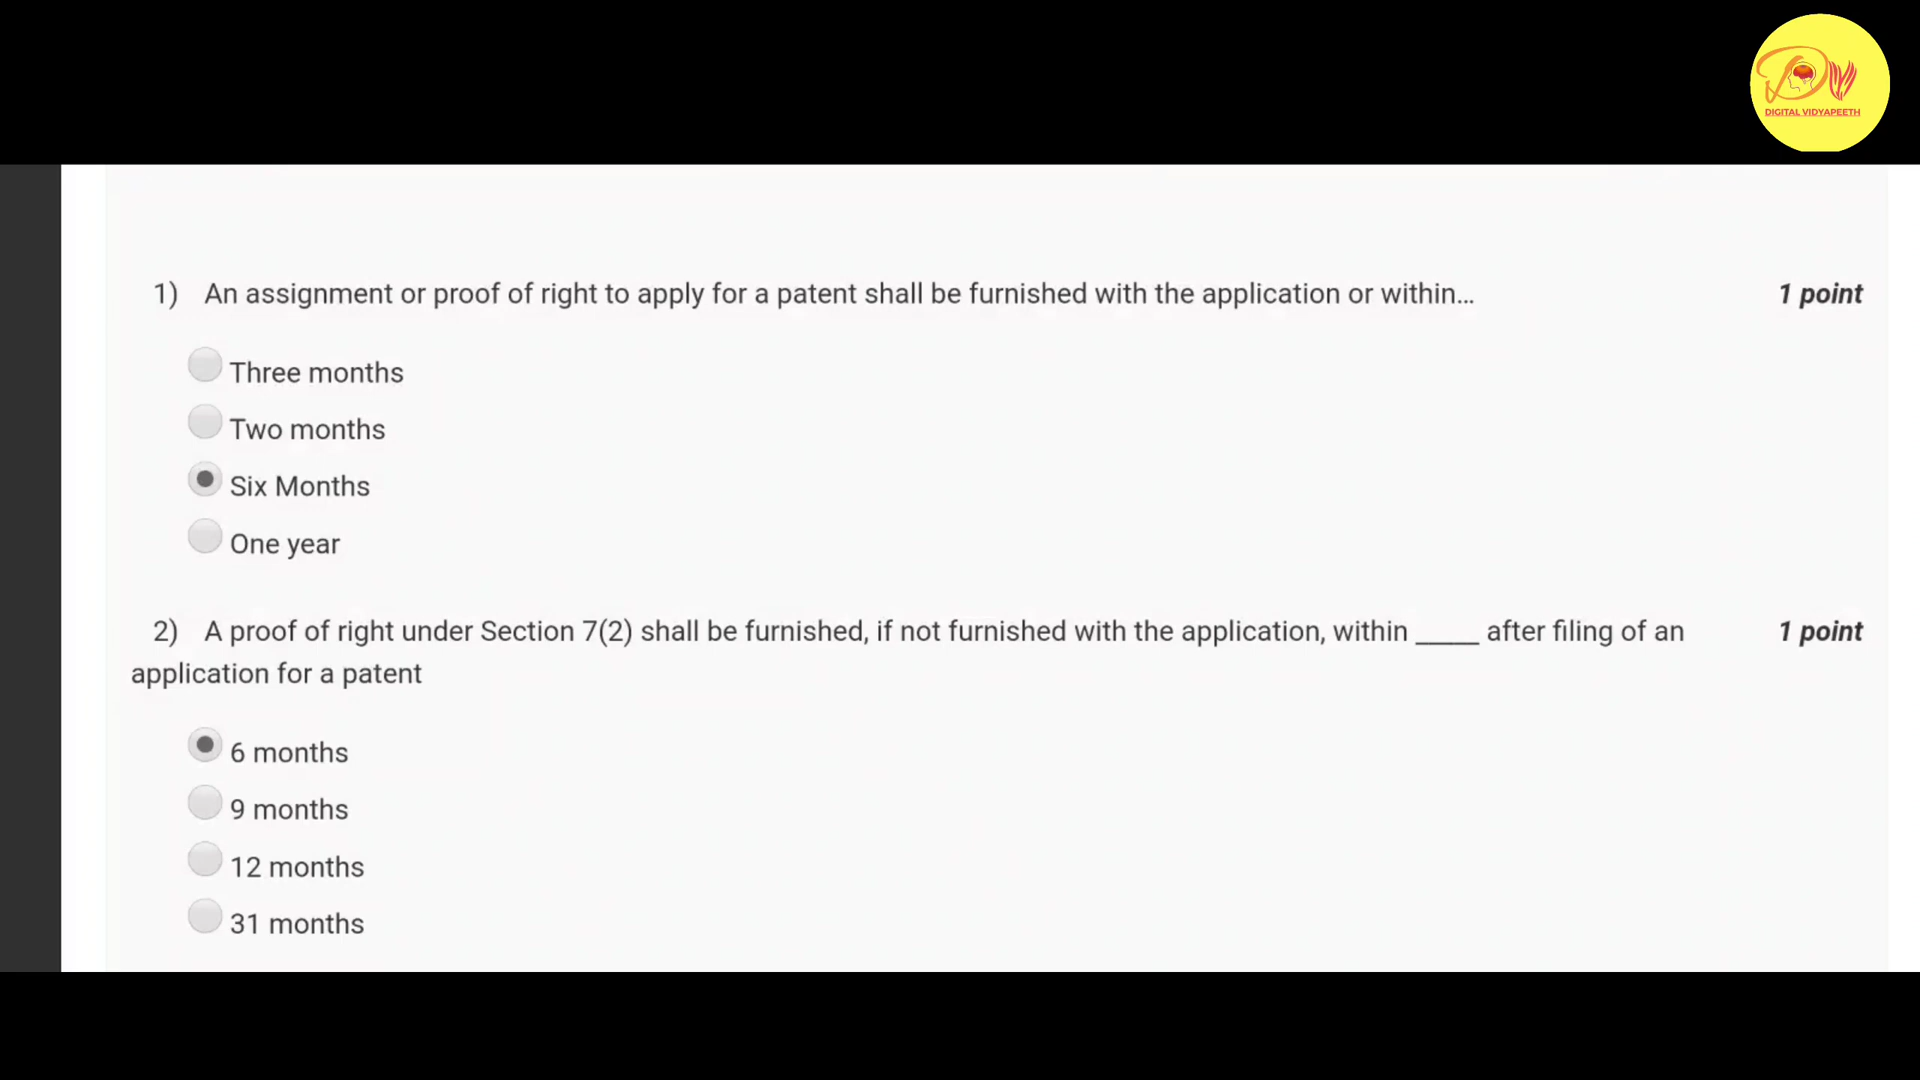 DIGITAL VIDYAPEETH
1) An assignment or proof of right to apply for a patent shall be furnished with the application or within... 1 point
Three months
Two months
Six Months
One year
2) A proof of right under Section 7(2) shall be furnished, if not furnished with the application, within _____ after filing of an 1 point
application for a patent
6 months
9 months
12 months
31 months